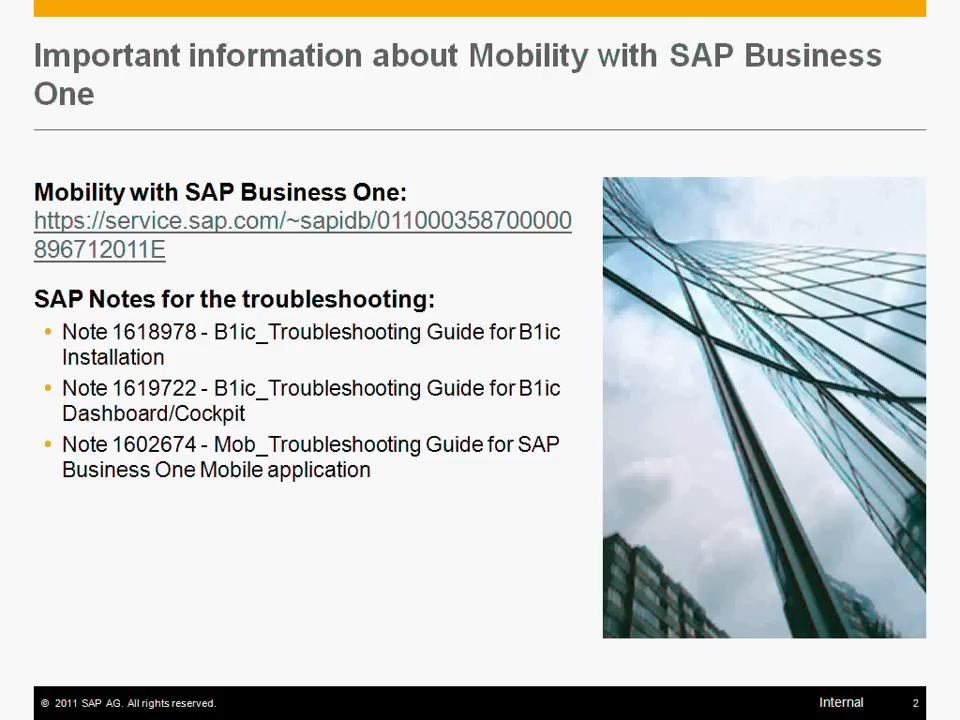 Important information about Mobility with SAP Business
One
Mobility with SAP Business One:
https://service.sap.com/~sapidb/011000358700000
896712011E
SAP Notes for the troubleshooting:
• Note 1618978 - B1ic_Troubleshooting Guide for B1ic
Installation
• Note 1619722 - B1ic_Troubleshooting Guide for B1ic
Dashboard/Cockpit
• Note 1602674 - Mob_Troubleshooting Guide for SAP
Business One Mobile application
© 2011 SAP AG. All rights reserved.
Internal
2